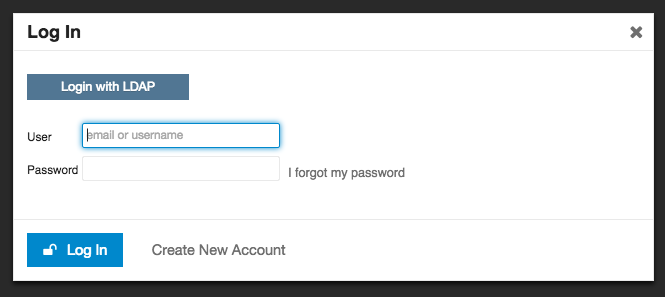 Log In
Login with LDAP
User email or username
Password I forgot my password
Log In Create New Account